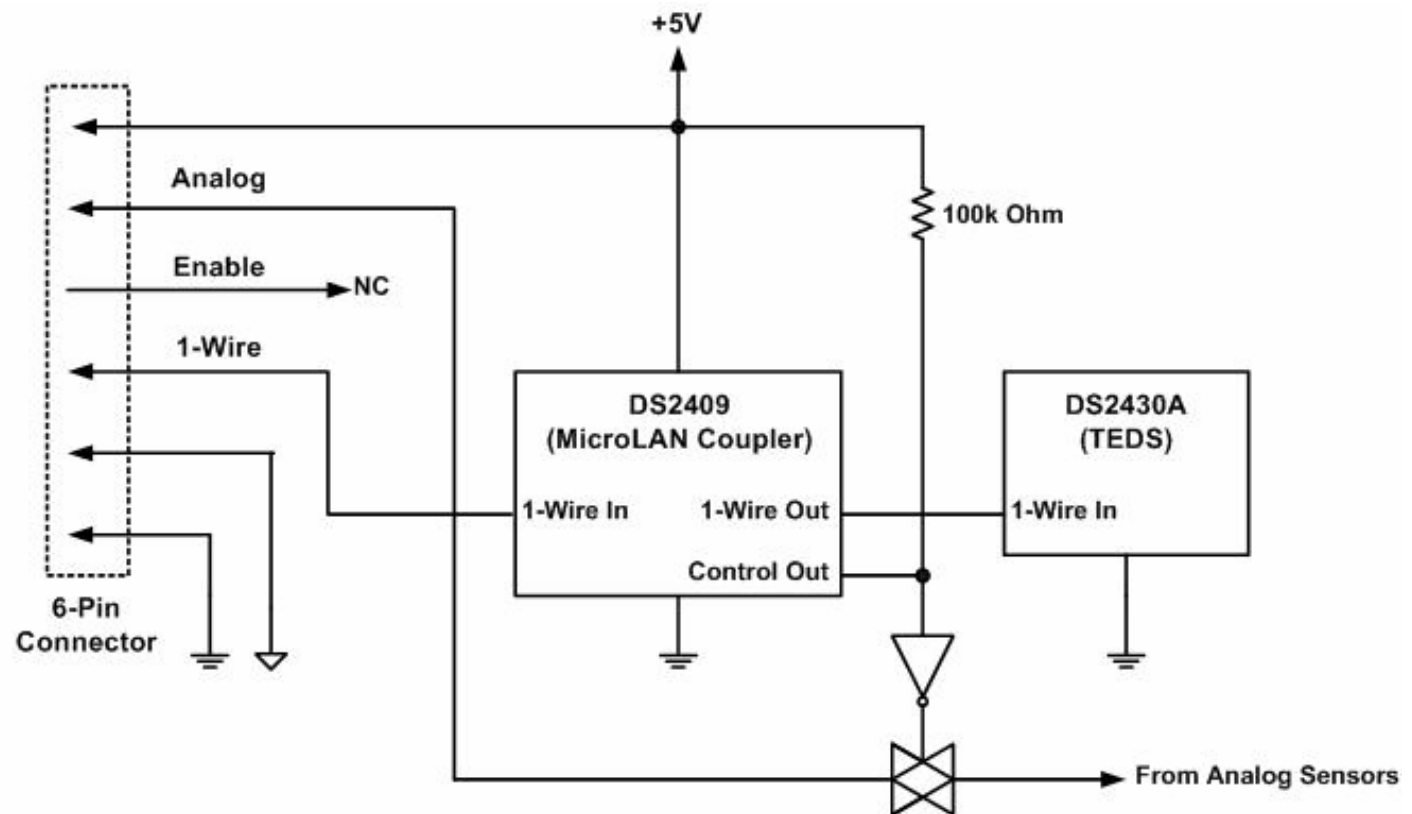 +5V
Analog
100k Ohm
Enable
NC
1-Wire
DS2409
(MicroLAN Coupler)
DS2430A
(TEDS)
1-Wire In
1-Wire Out
1-Wire In
Control Out
6-Pin
Connector
From Analog Sensors